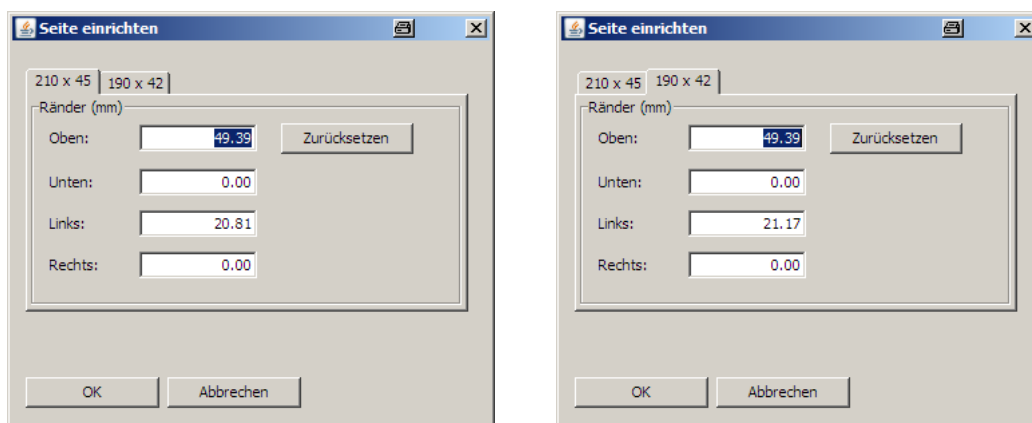 Seite einrichten
210 x 45 190 x 42
Ränder (mm)
Oben: 49.39 Zurücksetzen
Unten: 0.00
Links: 20.81
Rechts: 0.00
OK Abbrechen
Seite einrichten
210 x 45 190 x 42
Ränder (mm)
Oben: 49.39 Zurücksetzen
Unten: 0.00
Links: 21.17
Rechts: 0.00
OK Abbrechen